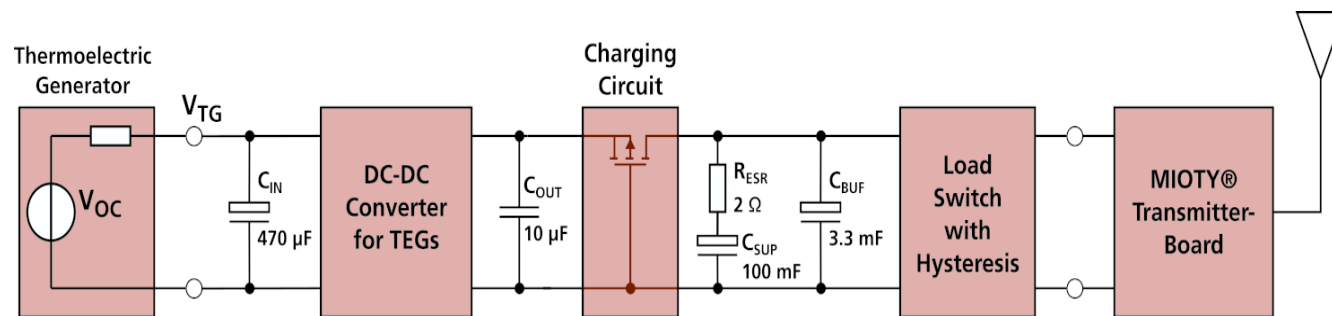 Thermoelectric
Generator
V_TG
V_OC
C_IN
470 µF
DC-DC
Converter
for TEGs
C_OUT
10 µF
Charging
Circuit
R_ESR
2 Ω
C_SUP
100 mF
C_BUF
3.3 mF
Load
Switch
with
Hysteresis
MIOTY®
Transmitter-
Board